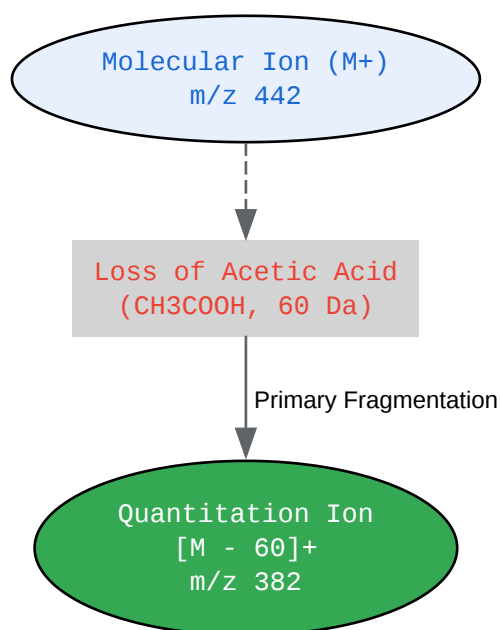 Molecular Ion (M+)
m/z 442
Loss of Acetic Acid
(CH3COOH, 60 Da)
Primary Fragmentation
Quantitation Ion
[M - 60]+
m/z 382